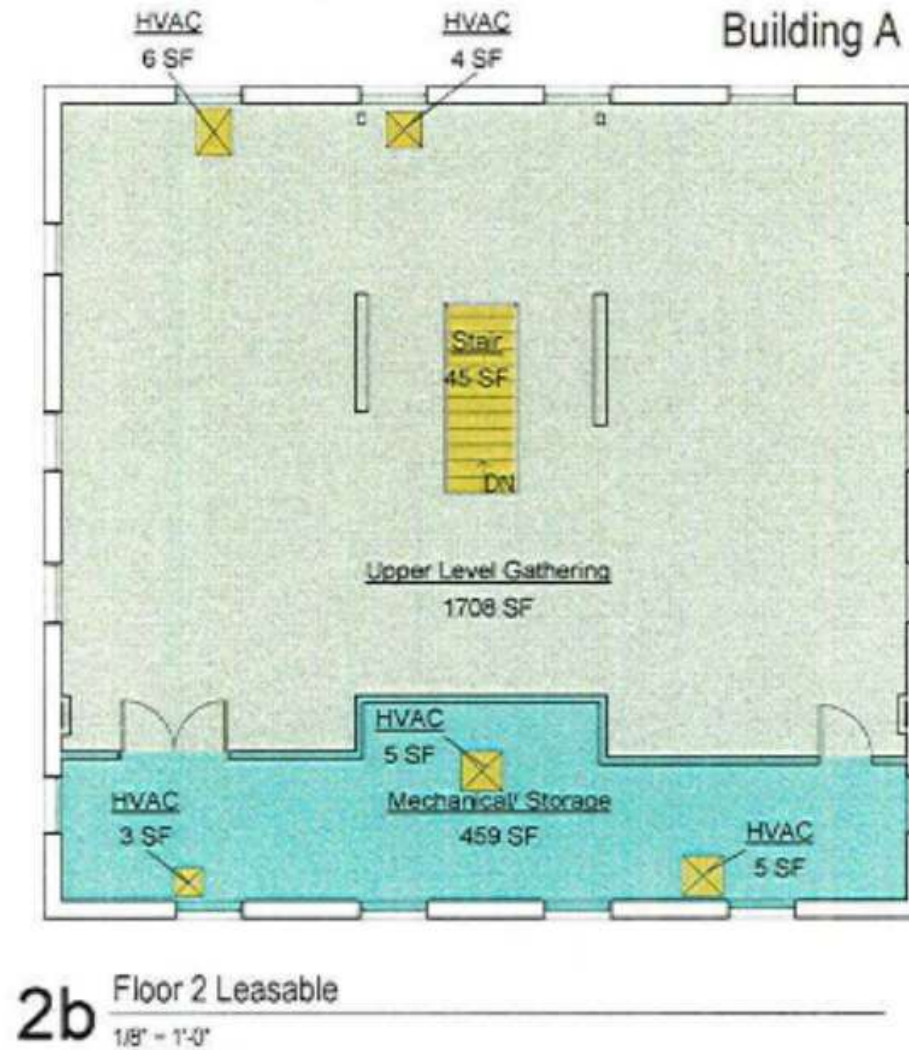 HVAC
6 SF
HVAC
4 SF
Building A
Stair
45 SF
DN
Upper Level Gathering
1708 SF
HVAC
5 SF
HVAC
3 SF
Mechanical/ Storage
459 SF
HVAC
5 SF
2b
Floor 2 Leasable
1/8" = 1'-0"